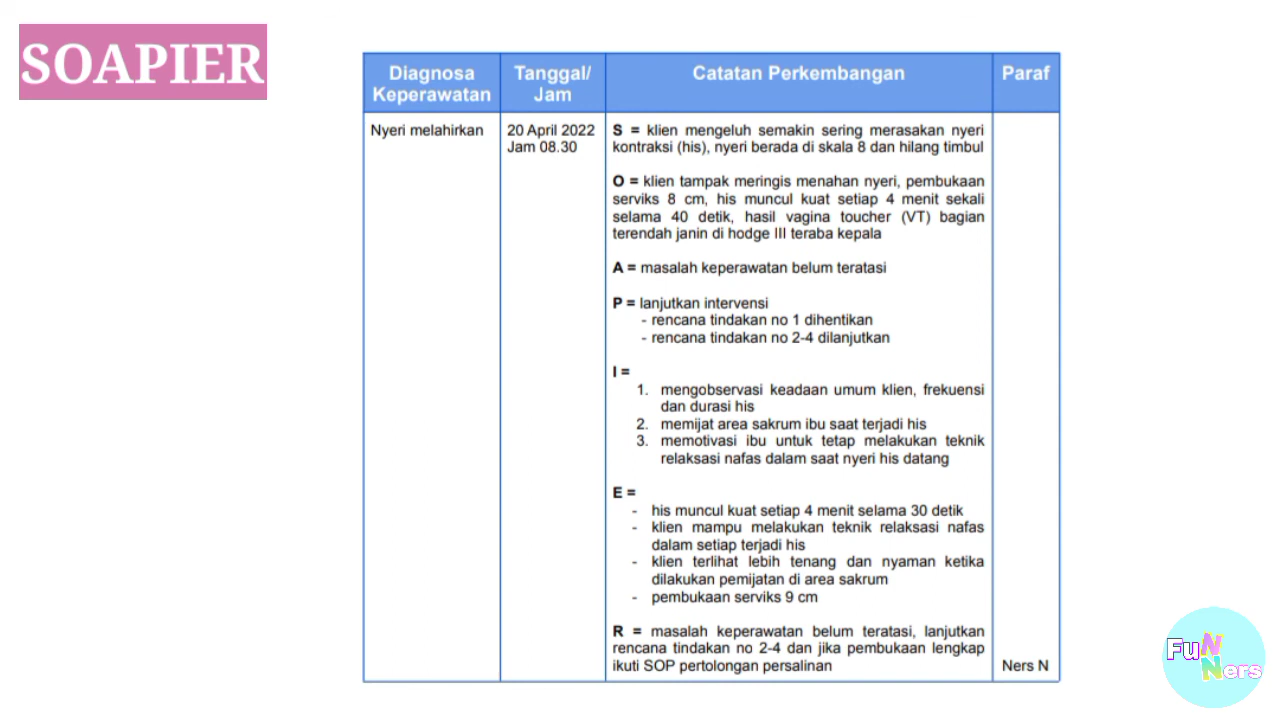 SOAPIER
Diagnosa
Keperawatan
Tanggal/
Jam
Catatan Perkembangan
Paraf
Nyeri melahirkan
20 April 2022
Jam 08.30
S = klien mengeluh semakin sering merasakan nyeri
kontraksi (his), nyeri berada di skala 8 dan hilang timbul
O = klien tampak meringis menahan nyeri, pembukaan
serviks 8 cm, his muncul kuat setiap 4 menit sekali
selama 40 detik, hasil vagina toucher (VT) bagian
terendah janin di hodge III teraba kepala
A = masalah keperawatan belum teratasi
P = lanjutkan intervensi
- rencana tindakan no 1 dihentikan
- rencana tindakan no 2-4 dilanjutkan
I =
1. mengobservasi keadaan umum klien, frekuensi
dan durasi his
2. memijat area sakrum ibu saat terjadi his
3. memotivasi ibu untuk tetap melakukan teknik
relaksasi nafas dalam saat nyeri his datang
E =
- his muncul kuat setiap 4 menit selama 30 detik
- klien mampu melakukan teknik relaksasi nafas
dalam setiap terjadi his
- klien terlihat lebih tenang dan nyaman ketika
dilakukan pemijatan di area sakrum
- pembukaan serviks 9 cm
R = masalah keperawatan belum teratasi, lanjutkan
rencana tindakan no 2-4 dan jika pembukaan lengkap
ikuti SOP pertolongan persalinan
Ners N
FuN
Ners